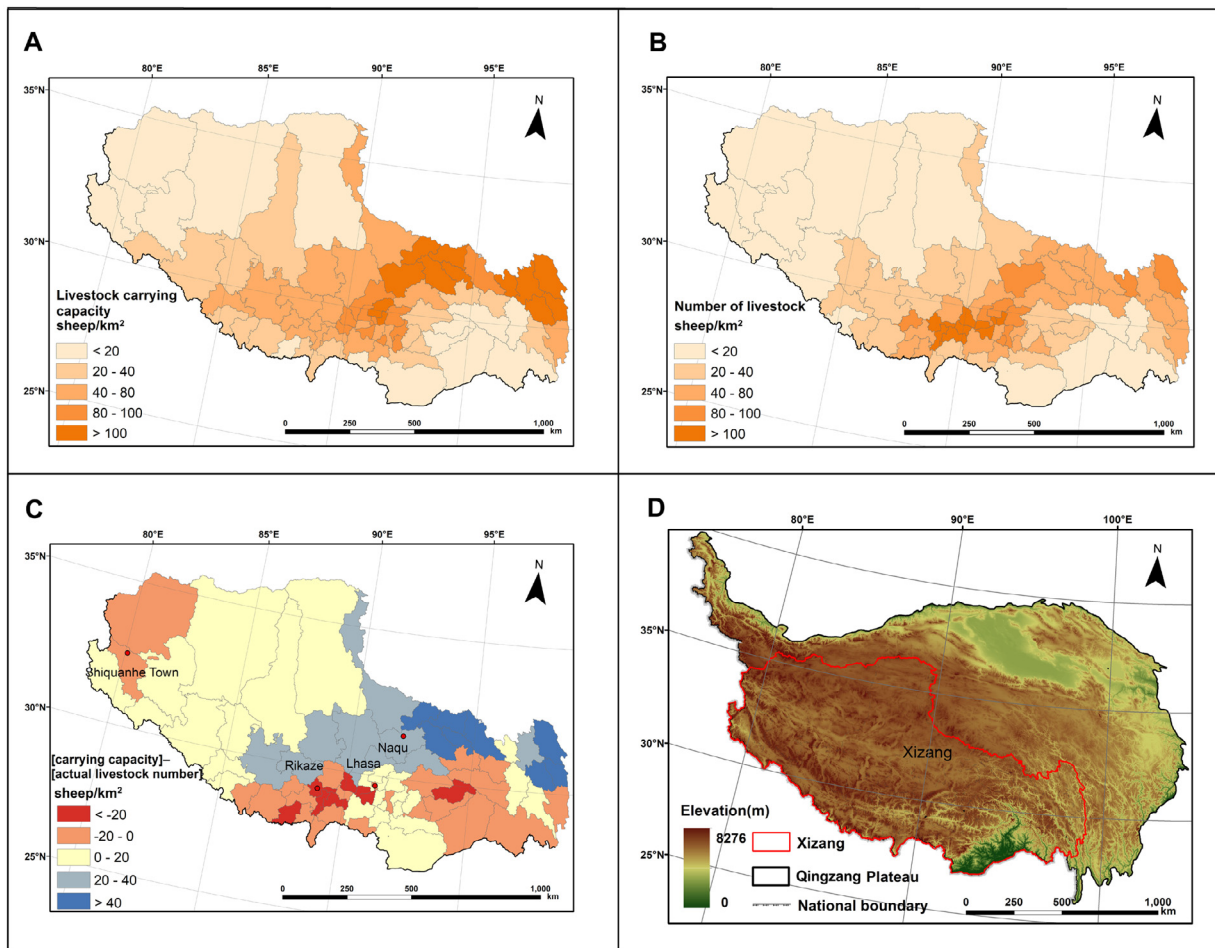 A
80°E 85°E 90°E 95°E
35°N
30°N
25°N
N
Livestock carrying
capacity
sheep/km²
< 20
20 - 40
40 - 80
80 - 100
> 100
0 250 500 1,000
km
B
80°E 85°E 90°E 95°E
35°N
30°N
25°N
N
Number of livestock
sheep/km²
< 20
20 - 40
40 - 80
80 - 100
> 100
0 250 500 1,000
km
C
80°E 85°E 90°E 95°E
35°N
30°N
25°N
N
Shiquanhe Town
Naqu
Rikaze
Lhasa
[carrying capacity]–
[actual livestock number]
sheep/km²
< -20
-20 - 0
0 - 20
20 - 40
> 40
0 250 500 1,000
km
D
80°E 90°E 100°E
35°N
30°N
25°N
N
Xizang
Elevation(m)
8276
0
Xizang
Qingzang Plateau
National boundary
0 250 500 1,000
km